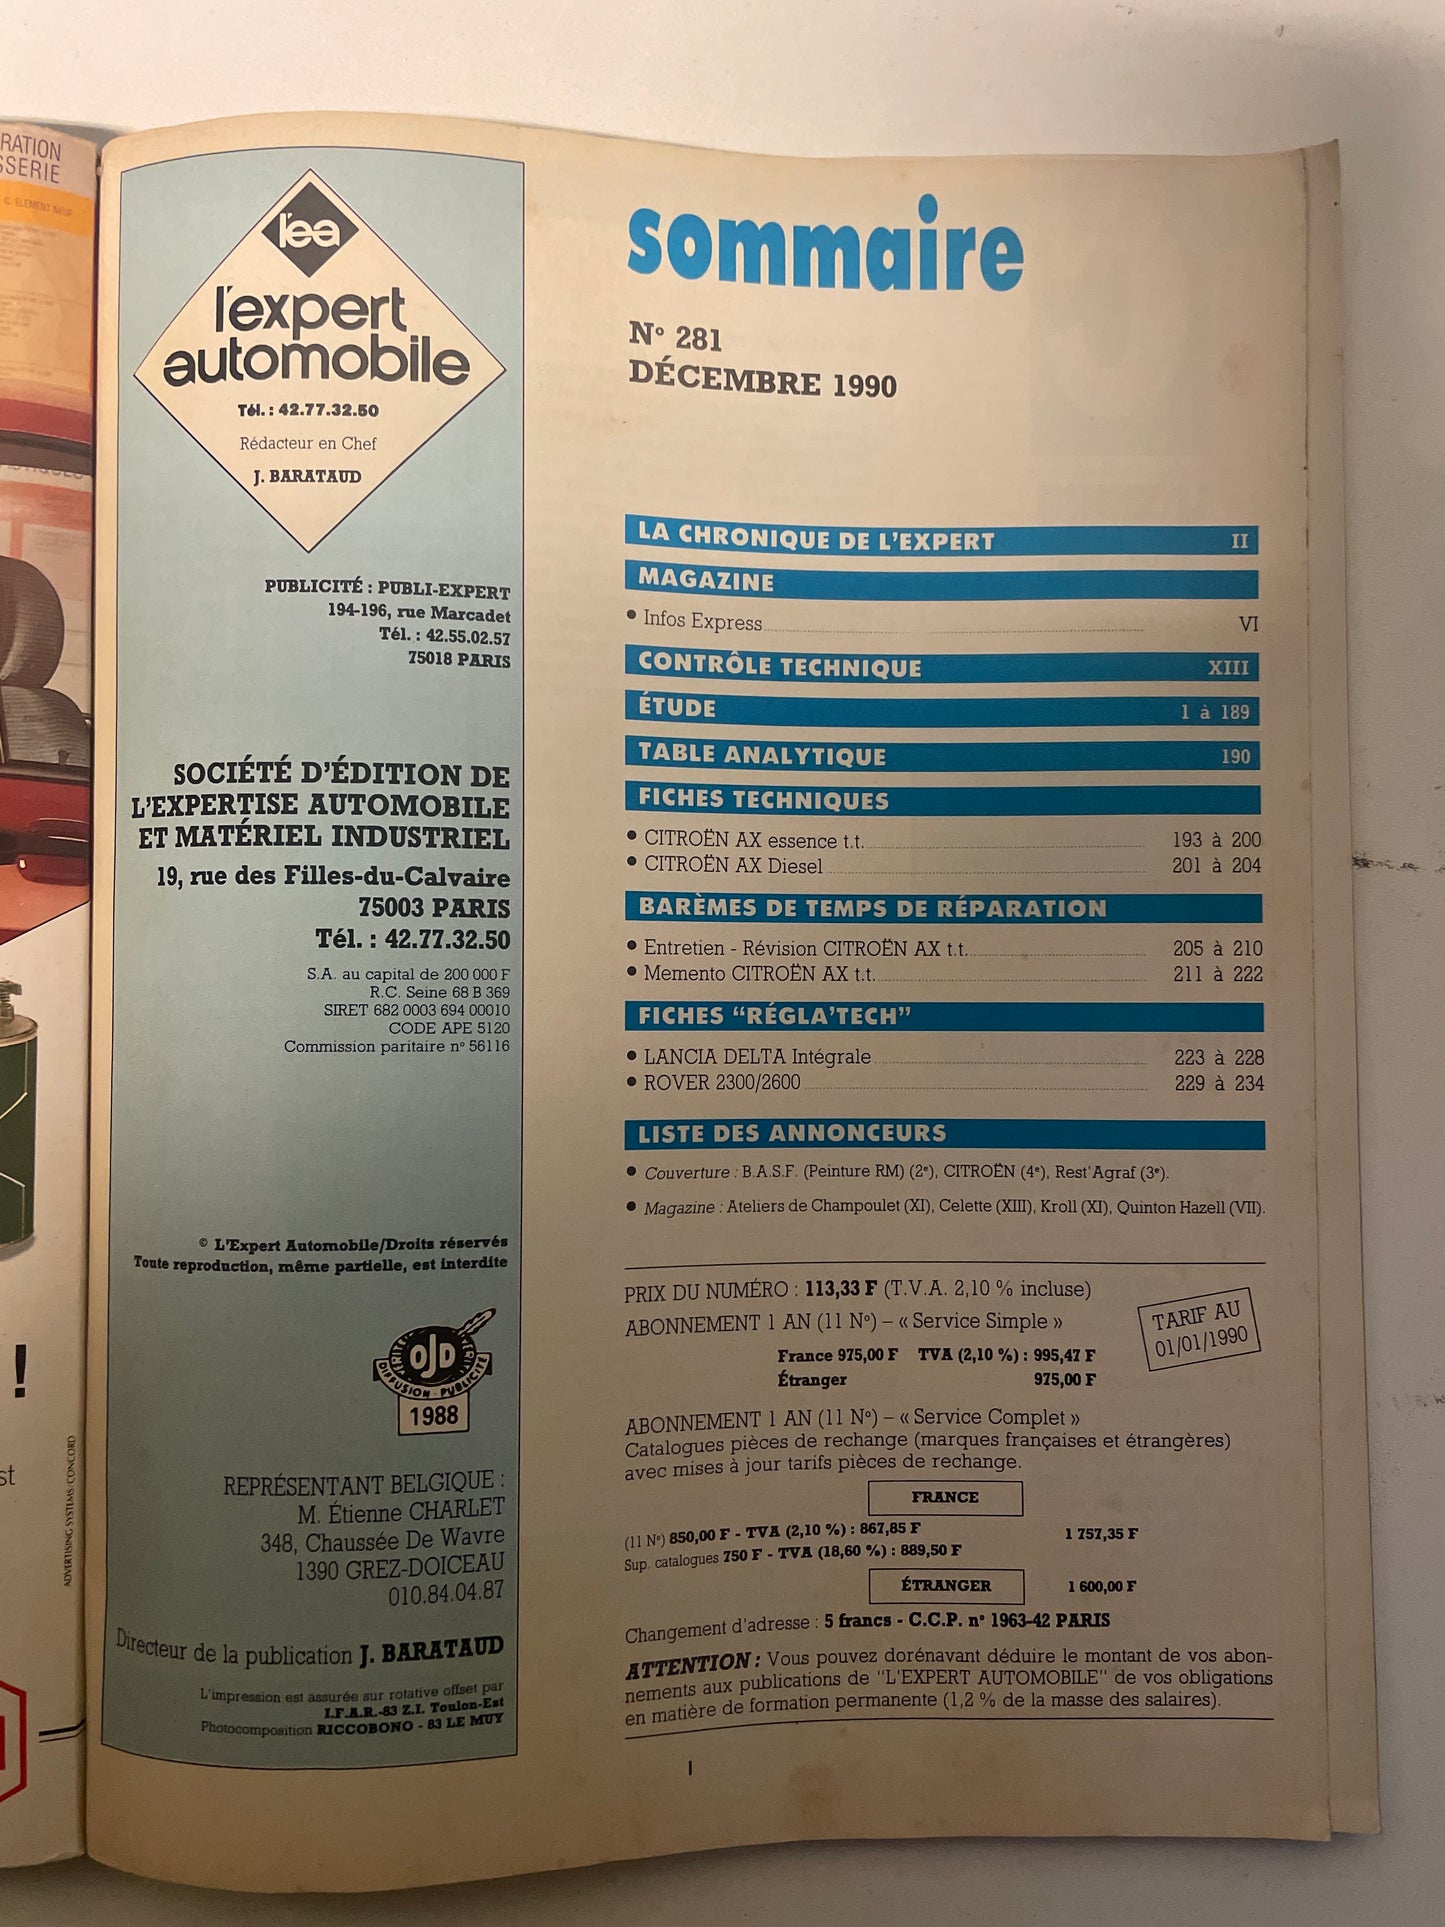 RATION
SSERIE
C. ELEMENT NEUF
!
st
ADVERTISING SYSTEMS/CONCORD
l'ea
l'expert
automobile
Tél. : 42.77.32.50
Rédacteur en Chef
J. BARATAUD
PUBLICITÉ : PUBLI-EXPERT
194-196, rue Marcadet
Tél. : 42.55.02.57
75018 PARIS
SOCIÉTÉ D'ÉDITION DE
L'EXPERTISE AUTOMOBILE
ET MATÉRIEL INDUSTRIEL
19, rue des Filles-du-Calvaire
75003 PARIS
Tél. : 42.77.32.50
S.A. au capital de 200 000 F
R.C. Seine 68 B 369
SIRET 682 0003 694 00010
CODE APE 5120
Commission paritaire n° 56116
© L'Expert Automobile/Droits réservés
Toute reproduction, même partielle, est interdite
OJD
DIFFUSION - PUBLICITÉ
1988
REPRÉSENTANT BELGIQUE :
M. Étienne CHARLET
348, Chaussée De Wavre
1390 GREZ-DOICEAU
010.84.04.87
Directeur de la publication J. BARATAUD
L'impression est assurée sur rotative offset par
I.F.A.R.-83 Z.I. Toulon-Est
Photocomposition RICCOBONO - 83 LE MUY
sommaire
N° 281
DÉCEMBRE 1990
LA CHRONIQUE DE L'EXPERT II
MAGAZINE
• Infos Express VI
CONTRÔLE TECHNIQUE XIII
ÉTUDE 1 à 189
TABLE ANALYTIQUE 190
FICHES TECHNIQUES
• CITROËN AX essence t.t. 193 à 200
• CITROËN AX Diesel 201 à 204
BARÈMES DE TEMPS DE RÉPARATION
• Entretien - Révision CITROËN AX t.t. 205 à 210
• Memento CITROËN AX t.t. 211 à 222
FICHES “RÉGLA'TECH”
• LANCIA DELTA Intégrale 223 à 228
• ROVER 2300/2600 229 à 234
LISTE DES ANNONCEURS
• Couverture : B.A.S.F. (Peinture RM) (2e), CITROËN (4e), Rest'Agraf (3e).
• Magazine : Ateliers de Champoulet (XI), Celette (XIII), Kroll (XI), Quinton Hazell (VII).
PRIX DU NUMÉRO : 113,33 F (T.V.A. 2,10 % incluse)
ABONNEMENT 1 AN (11 N°) – « Service Simple »
TARIF AU
01/01/1990
France 975,00 F TVA (2,10 %) : 995,47 F
Étranger 975,00 F
ABONNEMENT 1 AN (11 N°) – « Service Complet »
Catalogues pièces de rechange (marques françaises et étrangères)
avec mises à jour tarifs pièces de rechange.
FRANCE
(11 N°) 850,00 F - TVA (2,10 %) : 867,85 F 1 757,35 F
Sup. catalogues 750 F - TVA (18,60 %) : 889,50 F
ÉTRANGER 1 600,00 F
Changement d'adresse : 5 francs - C.C.P. n° 1963-42 PARIS
ATTENTION : Vous pouvez dorénavant déduire le montant de vos abon-
nements aux publications de "L'EXPERT AUTOMOBILE" de vos obligations
en matière de formation permanente (1,2 % de la masse des salaires).
I